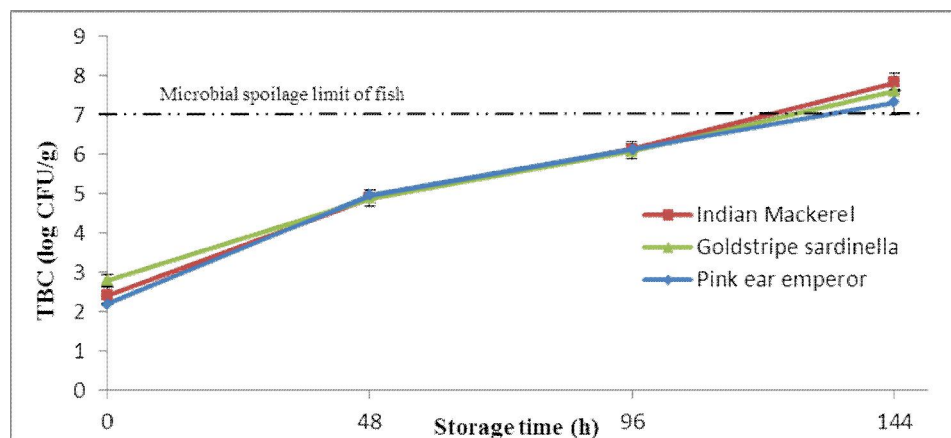 9
8
Microbial spoilage limit of fish
7
6
5
4
3
2
1
0
TBC (log CFU/g)
Indian Mackerel
Goldstripe sardinella
Pink ear emperor
0 48 96 144
Storage time (h)